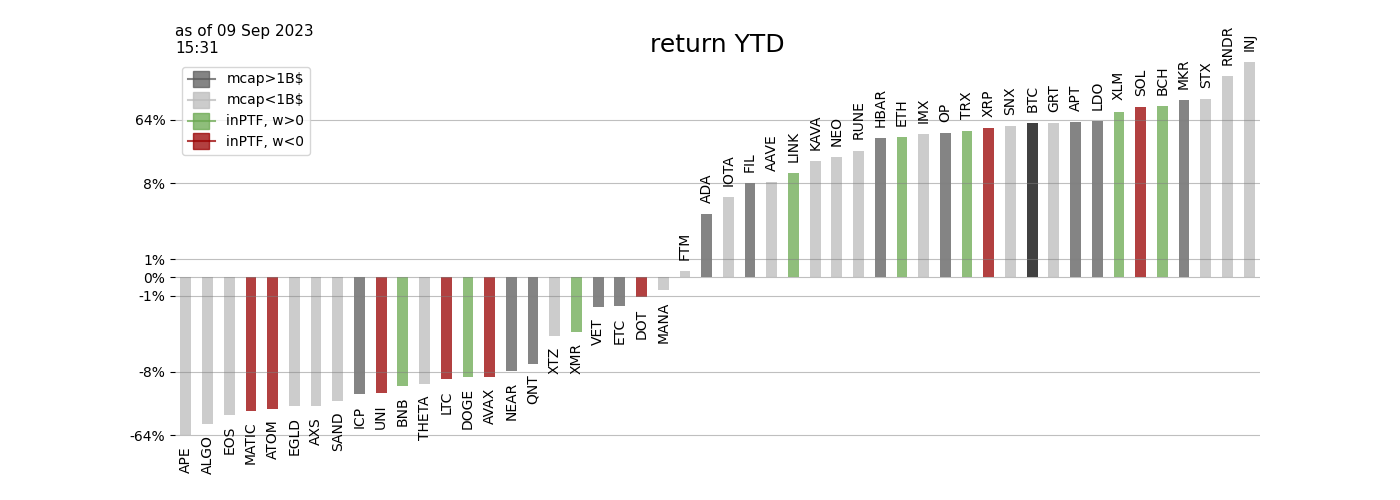 as of 09 Sep 2023
15:31
return YTD
mcap>1B$
mcap<1B$
inPTF, w>0
inPTF, w<0
64%
8%
1%
0%
-1%
-8%
-64%
APE
ALGO
EOS
MATIC
ATOM
EGLD
AXS
SAND
ICP
UNI
BNB
THETA
LTC
DOGE
AVAX
NEAR
QNT
XTZ
XMR
VET
ETC
DOT
MANA
FTM
ADA
IOTA
FIL
AAVE
LINK
KAVA
NEO
RUNE
HBAR
ETH
IMX
OP
TRX
XRP
SNX
BTC
GRT
APT
LDO
XLM
SOL
BCH
MKR
STX
RNDR
INJ